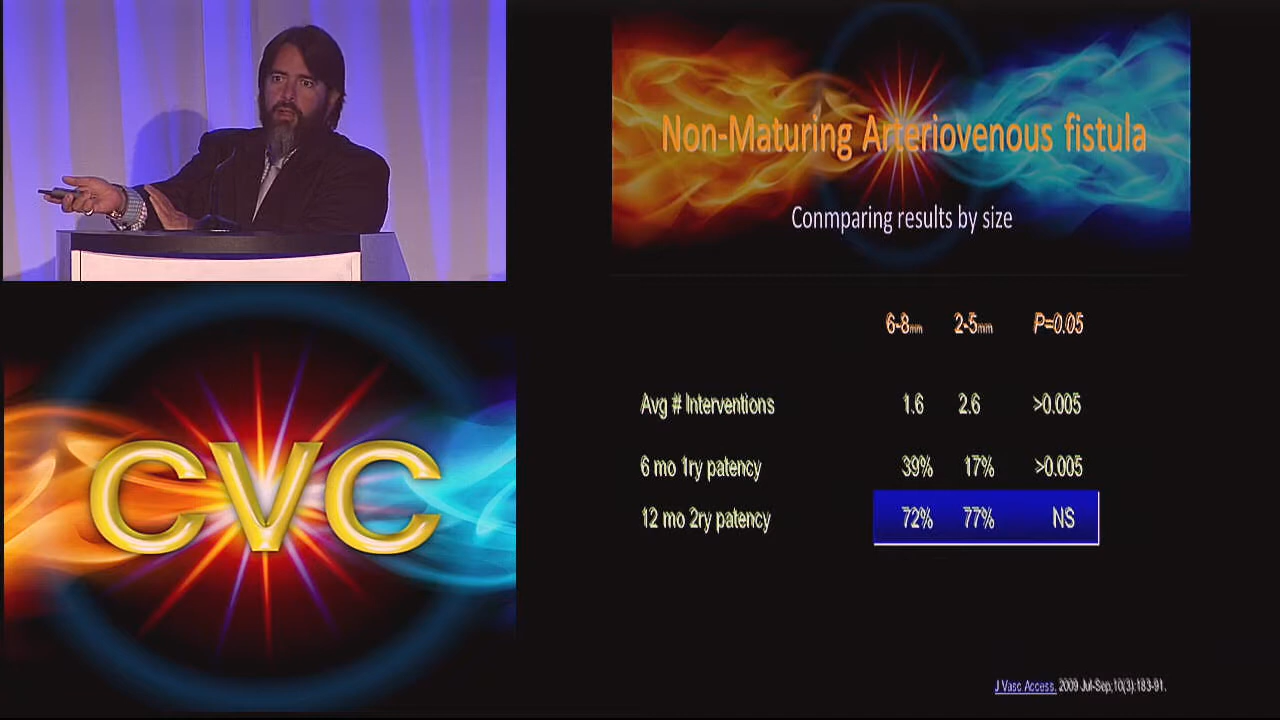 CVC
Non-Maturing Arteriovenous fistula
Conmparing results by size
6-8mm 2-5mm P=0.05
Avg # Interventions 1.6 2.6 >0.005
6 mo 1ry patency 39% 17% >0.005
12 mo 2ry patency 72% 77% NS
J Vasc Access. 2009 Jul-Sep;10(3):183-91.